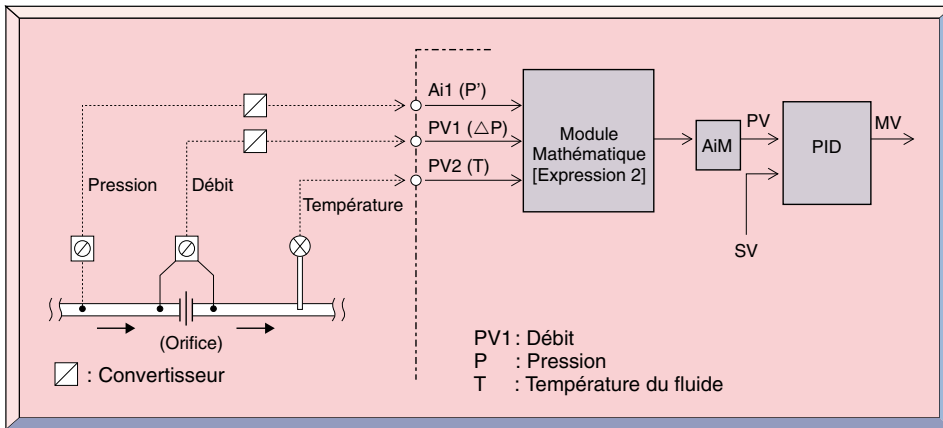 Ai1 (P')
PV1 (△P)
PV2 (T)
Module
Mathématique
[Expression 2]
AiM
PV
PID
MV
SV
Pression
Débit
Température
(Orifice)
: Convertisseur
PV1 : Débit
P : Pression
T : Température du fluide